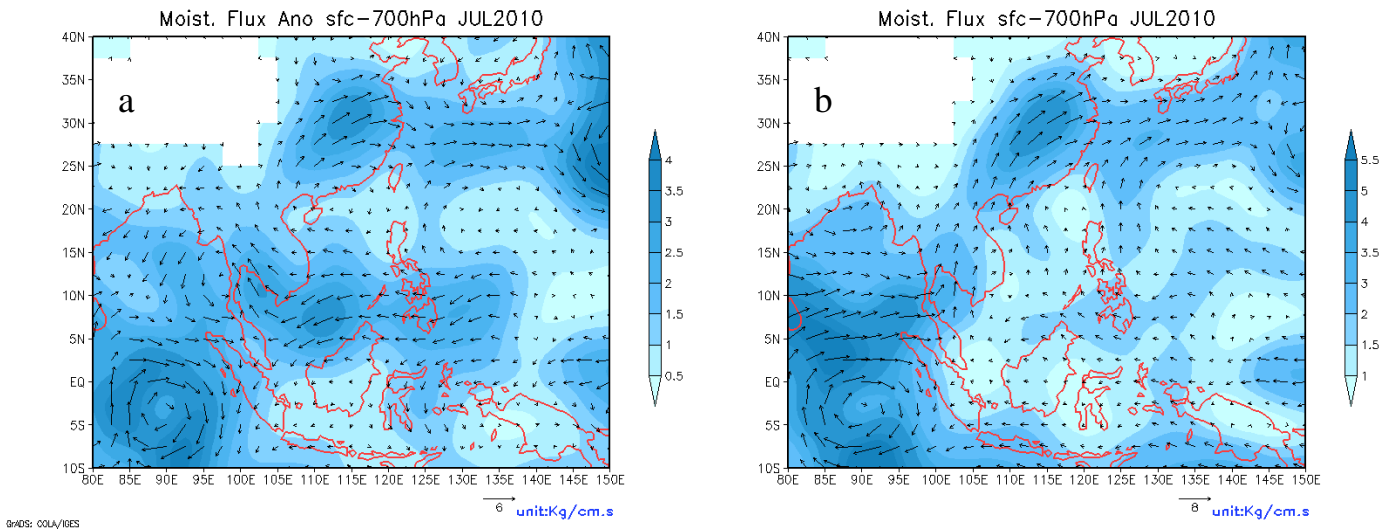 Moist. Flux Ano sfc-700hPa JUL2010
a
40N
35N
30N
25N
20N
15N
10N
5N
EQ
5S
10S
80E 85E 90E 95E 100E 105E 110E 115E 120E 125E 130E 135E 140E 145E 150E
4
3.5
3
2.5
2
1.5
1
0.5
6
unit:Kg/cm.s
GrADS: COLA/IGES
Moist. Flux sfc-700hPa JUL2010
b
40N
35N
30N
25N
20N
15N
10N
5N
EQ
5S
10S
80E 85E 90E 95E 100E 105E 110E 115E 120E 125E 130E 135E 140E 145E 150E
5.5
5
4.5
3.5
3
2
1.5
1
8
unit:Kg/cm.s